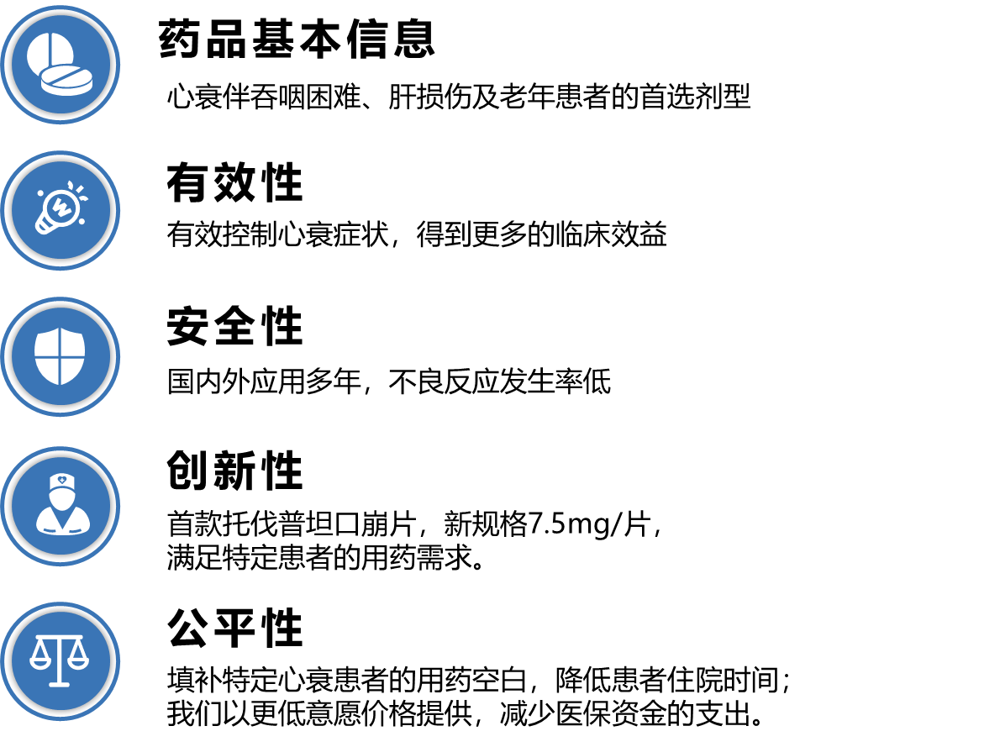 药品基本信息
心衰伴吞咽困难、肝损伤及老年患者的首选剂型
有效性
有效控制心衰症状，得到更多的临床效益
安全性
国内外应用多年，不良反应发生率低
创新性
首款托伐普坦口崩片，新规格7.5mg/片，
满足特定患者的用药需求。
公平性
填补特定心衰患者的用药空白，降低患者住院时间；
我们以更低意愿价格提供，减少医保资金的支出。